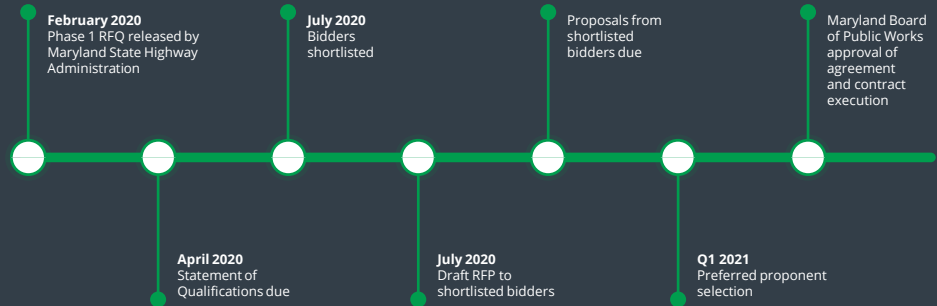 February 2020
Phase 1 RFQ released by
Maryland State Highway
Administration
April 2020
Statement of
Qualifications due
July 2020
Bidders
shortlisted
July 2020
Draft RFP to
shortlisted bidders
Proposals from
shortlisted
bidders due
Q1 2021
Preferred proponent
selection
Maryland Board
of Public Works
approval of
agreement
and contract
execution